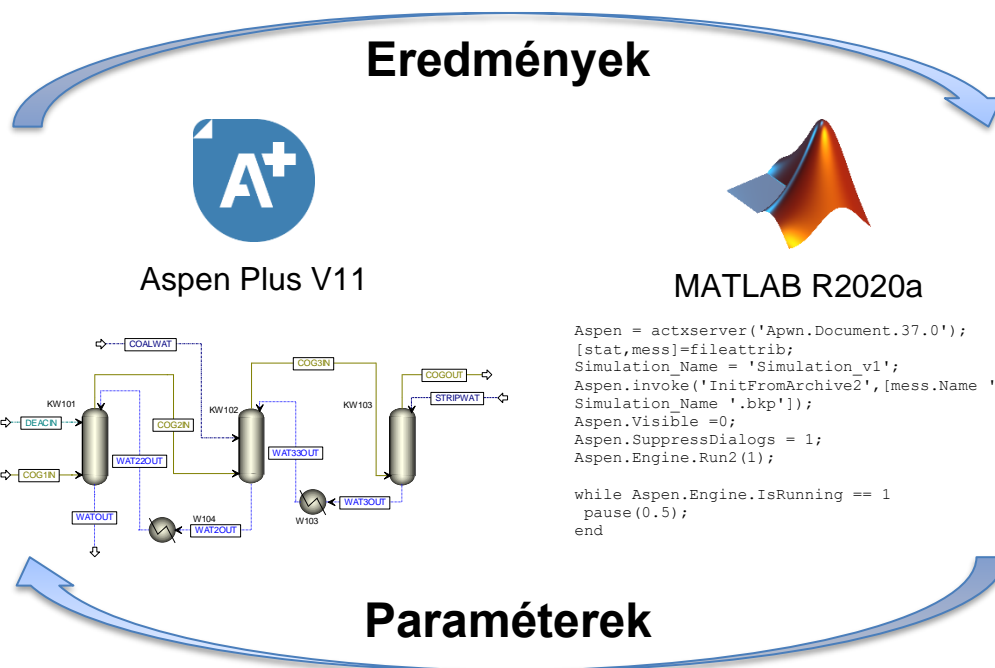 Eredmények
A+
Aspen Plus V11
MATLAB R2020a
COALWAT
COG3IN
COGOUT
STRIPWAT
KW101
KW102
KW103
DEACIN
COG2IN
WAT22OUT
WAT33OUT
COG1IN
WAT3OUT
W103
WATOUT
W104
WAT2OUT
Aspen = actxserver('Apwn.Document.37.0');
[stat,mess]=fileattrib;
Simulation_Name = 'Simulation_v1';
Aspen.invoke('InitFromArchive2',[mess.Name '
Simulation_Name '.bkp']);
Aspen.Visible =0;
Aspen.SuppressDialogs = 1;
Aspen.Engine.Run2(1);
while Aspen.Engine.IsRunning == 1
pause(0.5);
end
Paraméterek